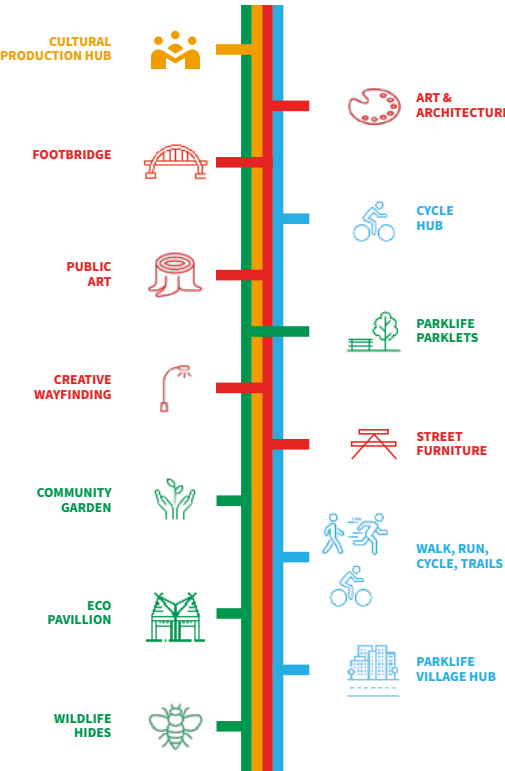 CULTURAL
PRODUCTION HUB
ART &
ARCHITECTURE
FOOTBRIDGE
CYCLE
HUB
PUBLIC
ART
PARKLIFE
PARKLETS
CREATIVE
WAYFINDING
STREET
FURNITURE
COMMUNITY
GARDEN
WALK, RUN,
CYCLE, TRAILS
ECO
PAVILLION
PARKLIFE
VILLAGE HUB
WILDLIFE
HIDES